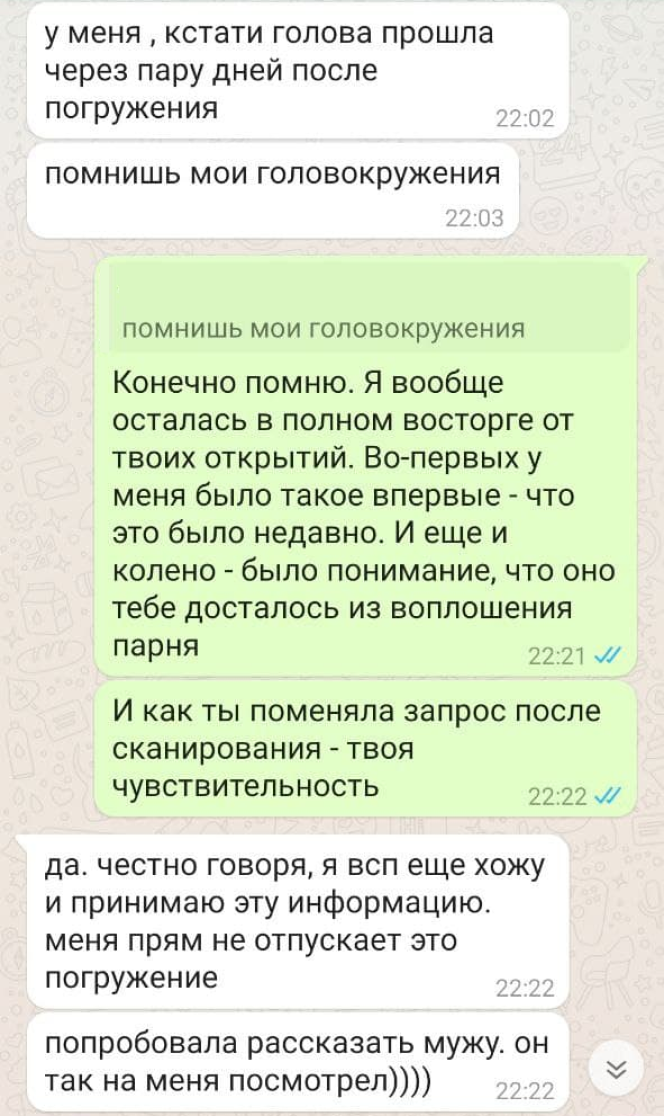 у меня , кстати голова прошла
через пару дней после
погружения
22:02
помнишь мои головокружения
22:03
помнишь мои головокружения
Конечно помню. Я вообще
осталась в полном восторге от
твоих открытий. Во-первых у
меня было такое впервые - что
это было недавно. И еще и
колено - было понимание, что оно
тебе досталось из воплошения
парня
22:21
И как ты поменяла запрос после
сканирования - твоя
чувствительность
22:22
да. честно говоря, я всп еще хожу
и принимаю эту информацию.
меня прям не отпускает это
погружение
22:22
попробовала рассказать мужу. он
так на меня посмотрел))))
22:22